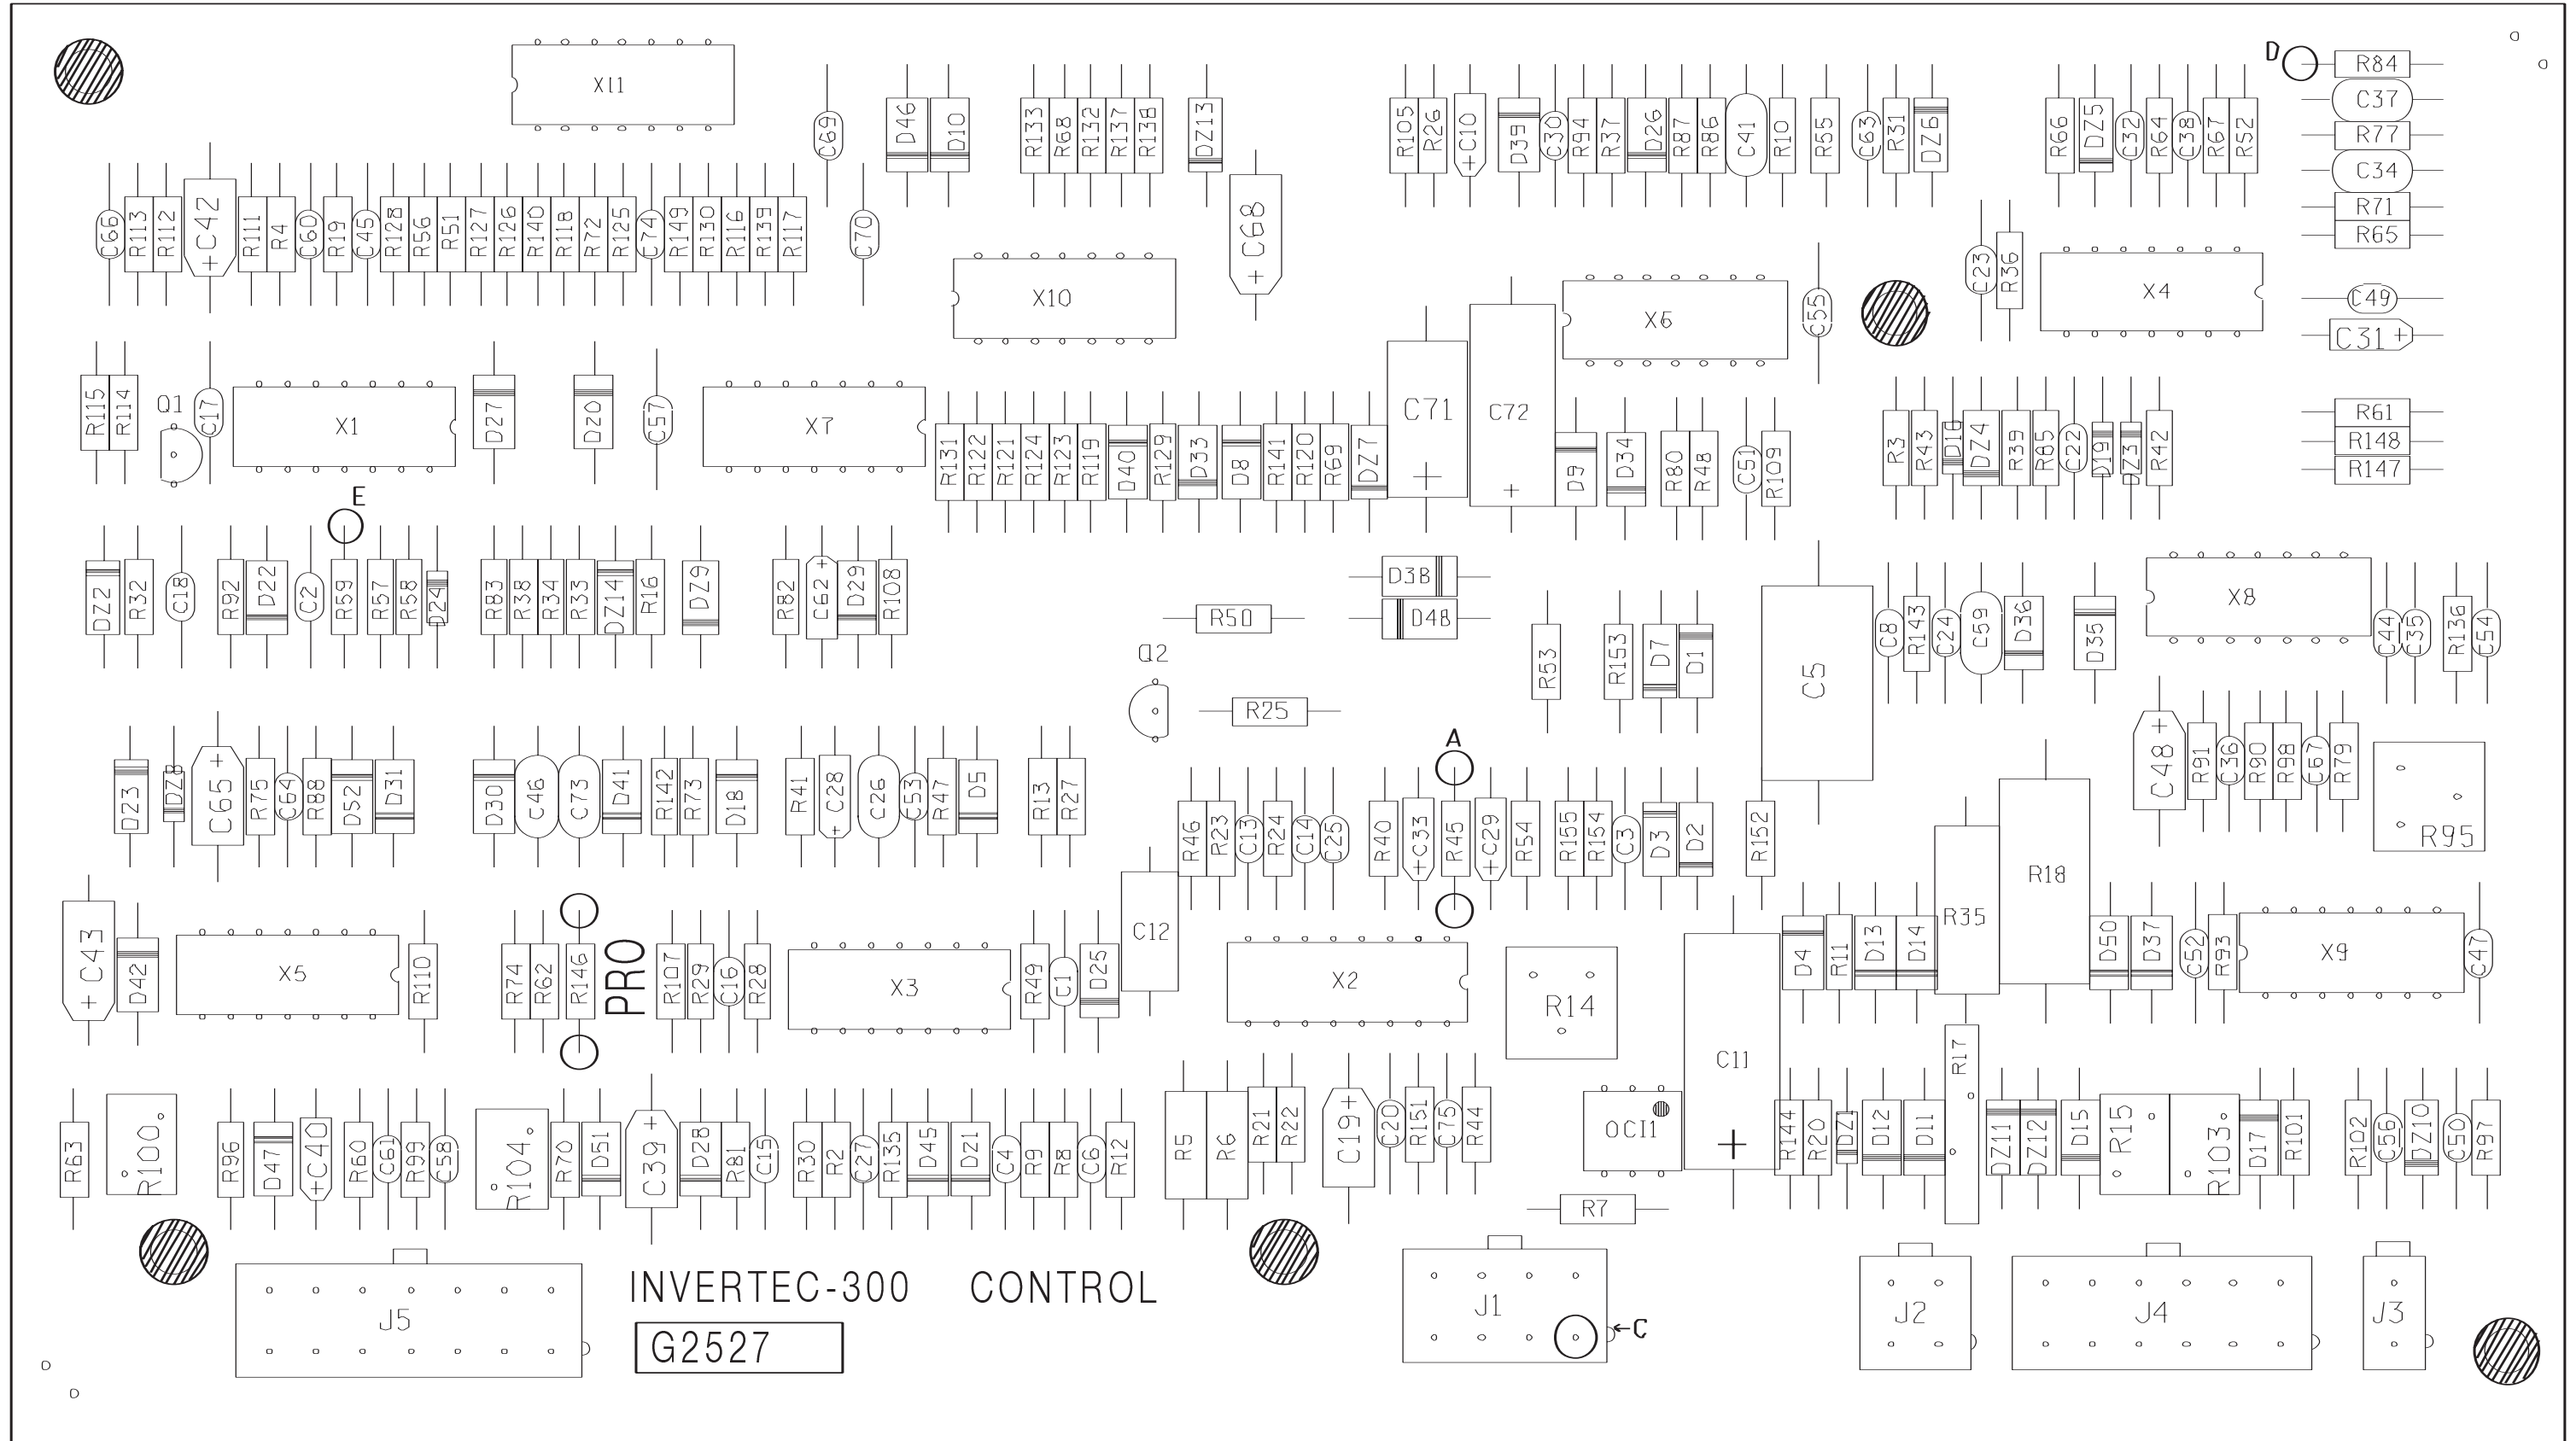 X11 C69 D46 D10 R133 R68 R132 R137 R138 DZ13 R105 R26 +C10 D39 C30 R94 R37 D26 R87 R86 C41 R10 R55 C63 R31 DZ6 R66 DZ5 C32 R64 C38 R67 R52 D R84
C37
R77
C34
R71
R65
C66 R113 R112 +C42 R111 R4 C60 R19 C45 R128 R56 R51 R127 R126 R140 R118 R72 R125 C74 R149 R130 R116 R139 R117 C70 + C68
X10 X6 C55 C23 R36 X4 C49
C31+
R115 R114 Q1 C17 X1 D27 D20 C57 X7 R131 R122 R121 R124 R123 R119 D40 R129 D33 D8 R141 R120 R69 DZ7 C71 + C72 + D9 D34 R80 R48 C51 R109 R3 R43 D16 DZ4 R39 R85 C22 D19 DZ3 R42 R61
R148
R147
E
DZ2 R32 C18 R92 D22 C2 R59 R57 R58 D24 R83 R38 R34 R33 DZ14 R16 DZ9 R82 C62+ D29 R108 R50 D38
D48
Q2 R53 R153 D7 D1 C5 C8 R143 C24 C59 D36 D35 X8 C44 C35 R136 C54
R25
A
D23 DZ8 C65+ R75 C64 R88 D52 D31 D30 C46 C73 D41 R142 R73 D18 R41 +C28 C26 C53 R47 D5 R13 R27 R46 R23 C13 R24 C14 C25 R40 +C33 R45 +C29 R54 R155 R154 C3 D3 D2 R152 C48+ R91 C36 R90 R98 C67 R79 R95
+ C43 D42 X5 R110 R74 R62 R146 PRO R107 R29 C16 R28 X3 R49 C1 D25 C12 X2 R14 C11 + D4 R11 D13 D14 R35 R18 D50 D37 C52 R93 X9 C47
R63 R100 R96 D47 +C40 R60 C61 R99 C58 R104 R70 D51 C39+ D28 R81 C15 R30 R2 C27 R135 D45 D21 C4 R9 R8 C6 R12 R5 R6 R21 R22 C19+ C20 R151 C75 R44 OCI1 R144 R20 DZ1 D12 D11 R17 DZ11 DZ12 D15 R15 R103 D17 R101 R102 C56 DZ10 C50 R97
R7
INVERTEC-300 CONTROL
J5 G2527 J1 ←C J2 J4 J3